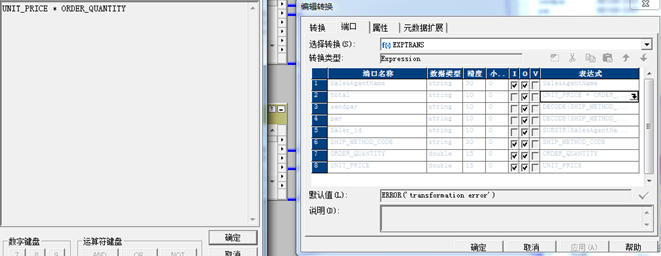 UNIT_PRICE * ORDER_QUANTITY
数字键盘
运算符键盘
7 8 9
AND OR NOT
确定
取消
编辑转换
转换 端口 属性 元数据扩展
选择转换(S): f(x) EXPTRANS
转换类型: Expression
端口名称 数据类型 精度 小.. I O V 表达式
1 SalesAgentName string 30 0 SalesAgentName
2 total string 10 0 UNIT_PRICE * ORDER_
3 sendpay string 10 0 DECODE(SHIP_METHOD_
4 pay string 10 0 DECODE(SHIP_METHOD_
5 Saler_id string 10 0 SUBSTR(SalesAgentNa...
6 SHIP_METHOD_CODE string 30 0 SHIP_METHOD_CODE
7 ORDER_QUANTITY double 15 0 ORDER_QUANTITY
8 UNIT_PRICE double 15 0 UNIT_PRICE
默认值(L): ERROR('transformation error')
说明(D):
确定 取消 应用(A) 帮助